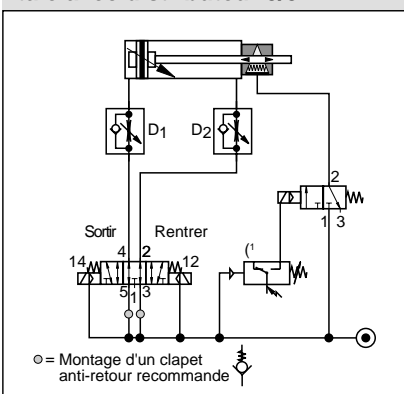 D1
D2
2
1 3
Sortir
4
2
Rentrer
14
12
5
1
3
(1
= Montage d'un clapet
anti-retour recommande